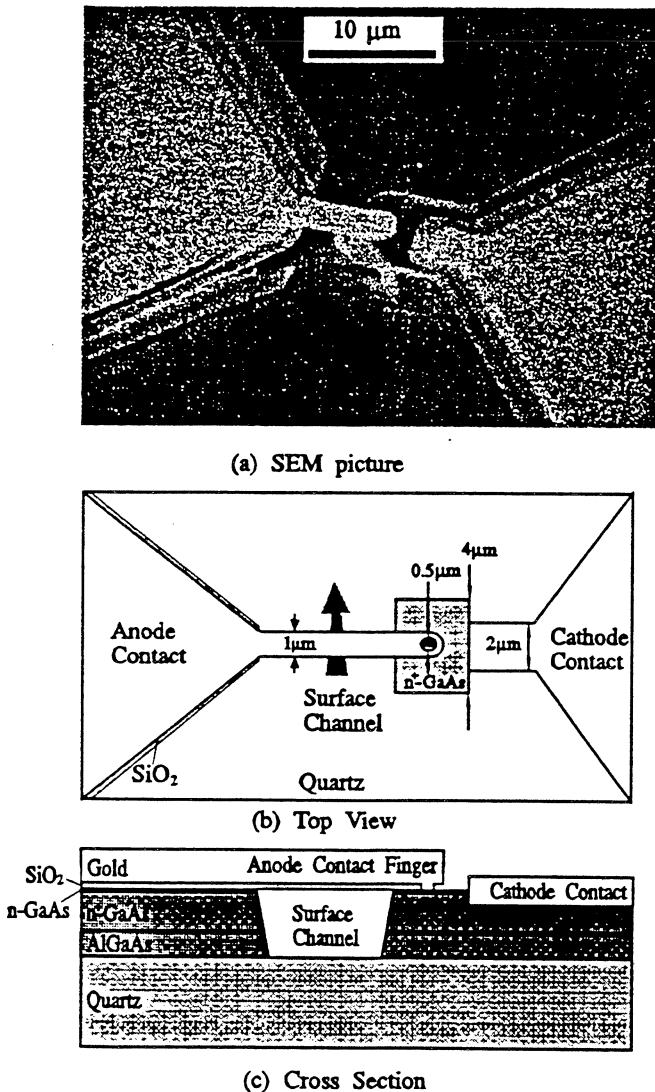 10 μm
(a) SEM picture
4μm
0.5μm
Anode
Contact
1μm
2μm
Cathode
Contact
n⁺-GaAs
Surface
Channel
SiO₂
Quartz
(b) Top View
Gold
Anode Contact Finger
SiO₂
Cathode Contact
n-GaAs
n⁺GaAs
Surface
Channel
AlGaAs
Quartz
(c) Cross Section